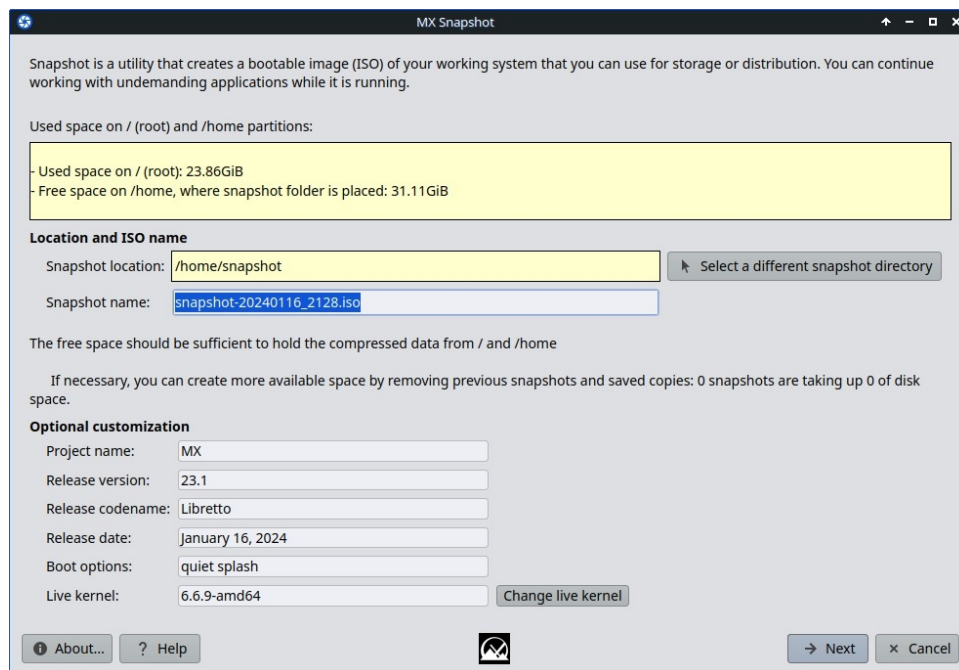 MX Snapshot
Snapshot is a utility that creates a bootable image (ISO) of your working system that you can use for storage or distribution. You can continue
working with undemanding applications while it is running.
Used space on / (root) and /home partitions:
- Used space on / (root): 23.86GiB
- Free space on /home, where snapshot folder is placed: 31.11GiB
Location and ISO name
Snapshot location: /home/snapshot Select a different snapshot directory
Snapshot name: snapshot-20240116_2128.iso
The free space should be sufficient to hold the compressed data from / and /home
If necessary, you can create more available space by removing previous snapshots and saved copies: 0 snapshots are taking up 0 of disk
space.
Optional customization
Project name: MX
Release version: 23.1
Release codename: Libretto
Release date: January 16, 2024
Boot options: quiet splash
Live kernel: 6.6.9-amd64 Change live kernel
About... ? Help Next Cancel